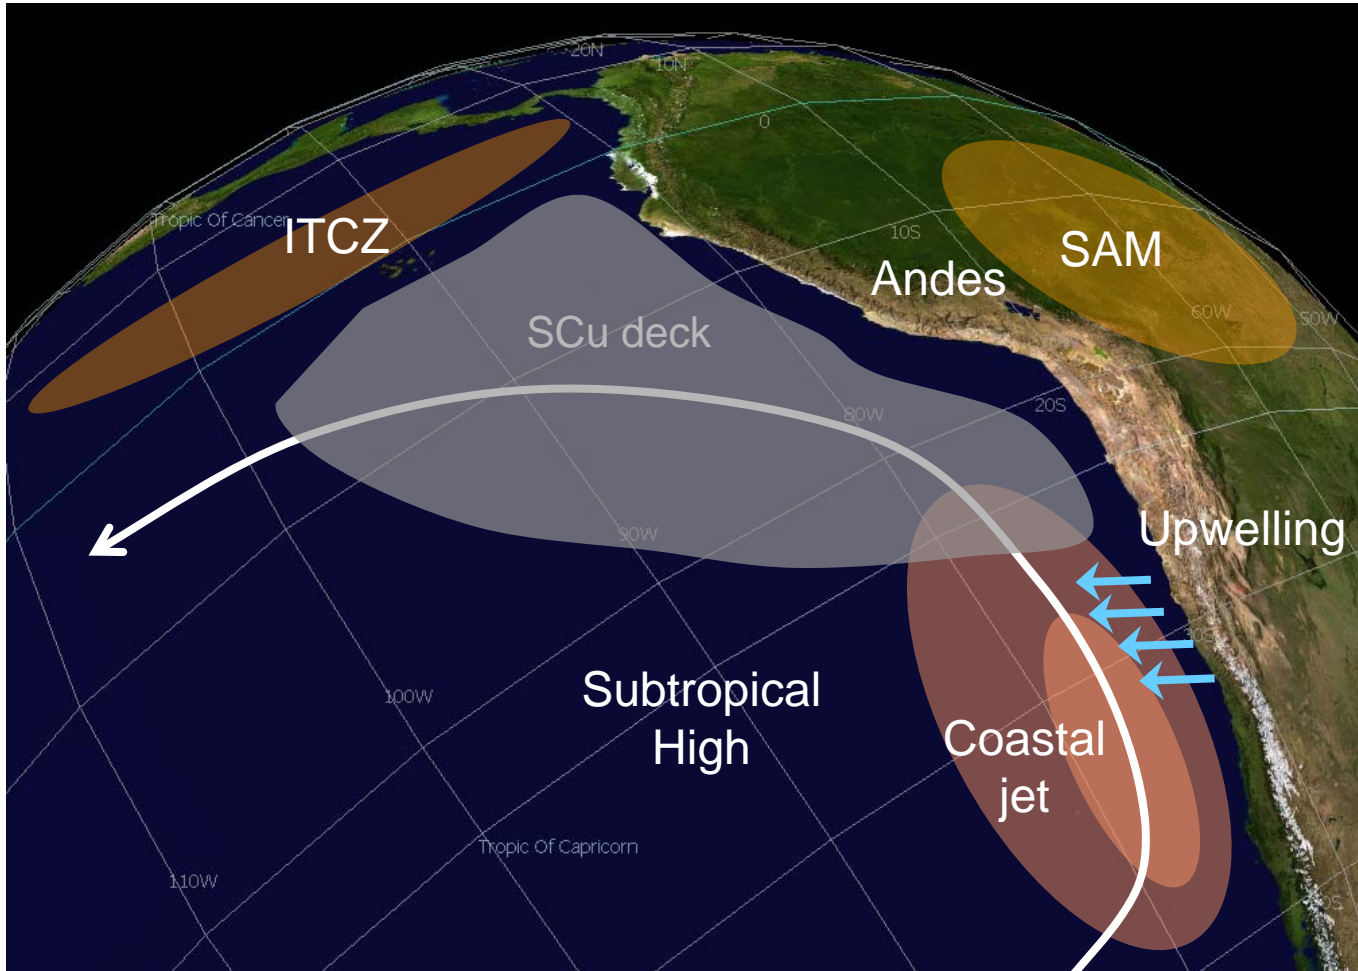 20N
10N
0
Tropic Of Cancer
ITCZ
10S
SAM
Andes
60W
50W
SCu deck
20S
80W
90W
Upwelling
30S
Subtropical
High
100W
Coastal
jet
Tropic Of Capricorn
110W